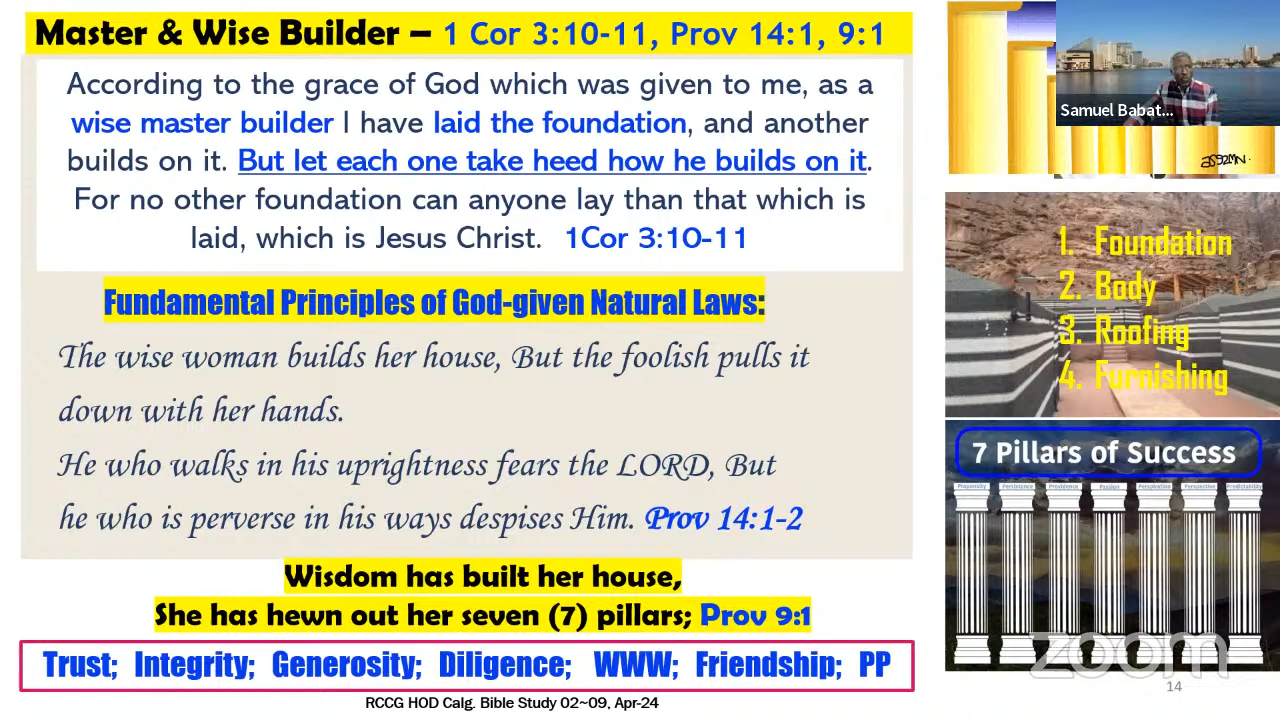 Master & Wise Builder – 1 Cor 3:10-11, Prov 14:1, 9:1
According to the grace of God which was given to me, as a
wise master builder I have laid the foundation, and another
builds on it. But let each one take heed how he builds on it.
For no other foundation can anyone lay than that which is
laid, which is Jesus Christ. 1Cor 3:10-11
Fundamental Principles of God-given Natural Laws:
The wise woman builds her house, But the foolish pulls it
down with her hands.
He who walks in his uprightness fears the LORD, But
he who is perverse in his ways despises Him. Prov 14:1-2
Wisdom has built her house,
She has hewn out her seven (7) pillars; Prov 9:1
Trust; Integrity; Generosity; Diligence; WWW; Friendship; PP
RCCG HOD Calg. Bible Study 02~09, Apr-24
Samuel Babat...
1. Foundation
2. Body
3. Roofing
4. Furnishing
7 Pillars of Success
Propensity Persistence Providence Passion Perspiration Perspective Predictability
zoom
14